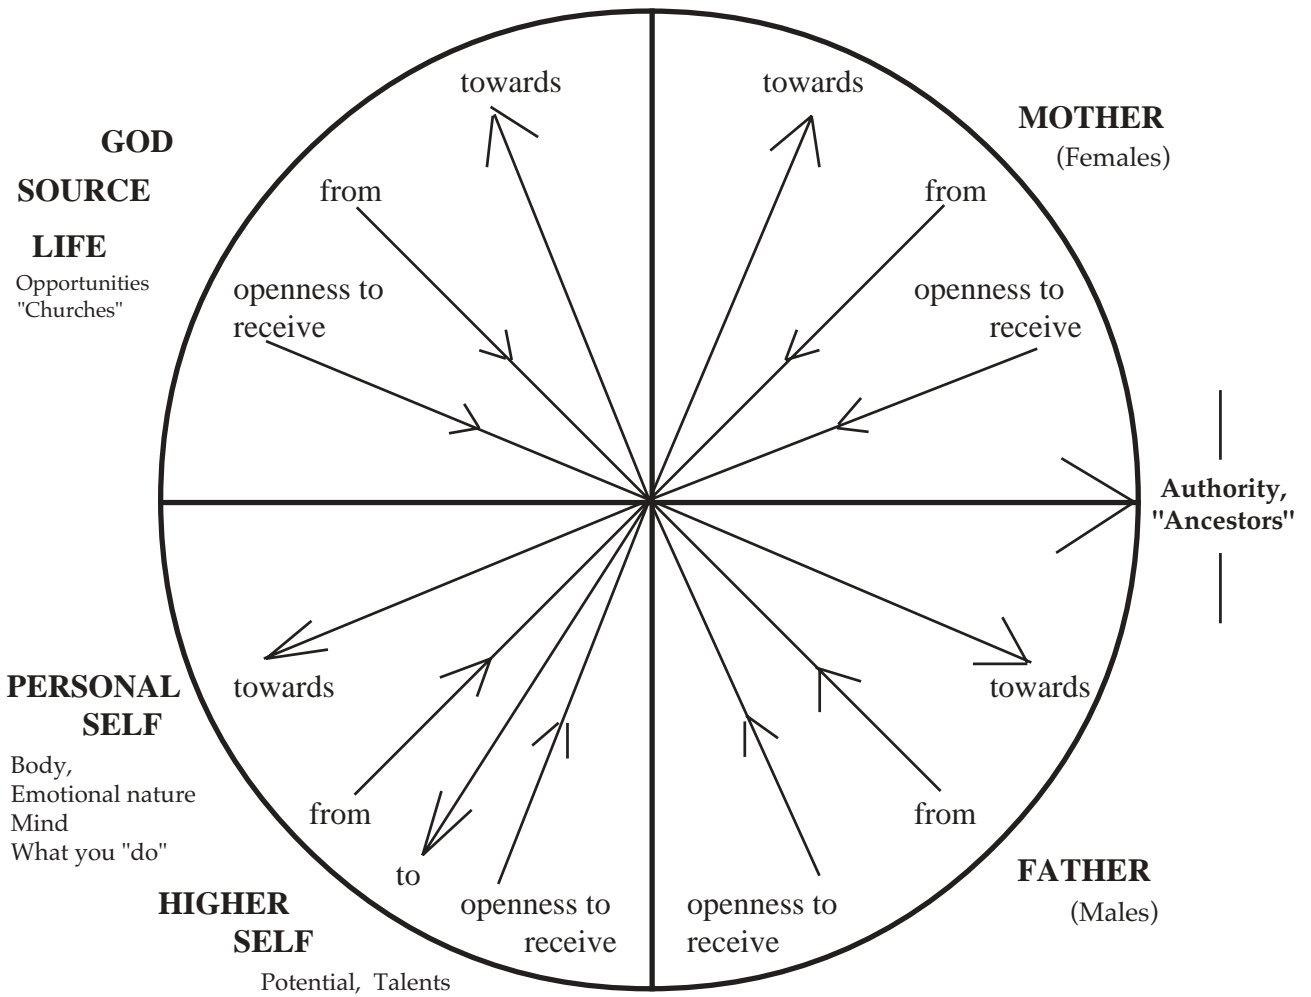 towards
towards
MOTHER
(Females)
GOD
SOURCE
LIFE
Opportunities
"Churches"
from
from
openness to
receive
openness to
receive
Authority,
"Ancestors"
PERSONAL
SELF
Body,
Emotional nature
Mind
What you "do"
towards
towards
from
from
to
HIGHER
SELF
Potential, Talents
openness to
receive
openness to
receive
FATHER
(Males)